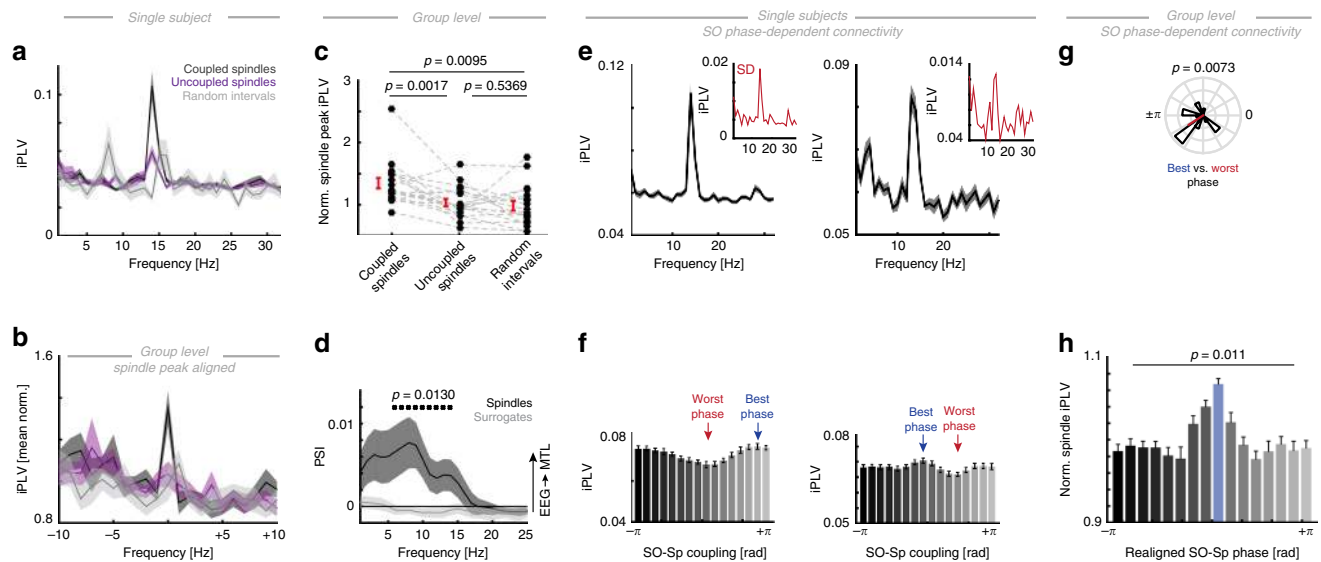 Single subject
a
Coupled spindles
Uncoupled spindles
Random intervals
0.1
iPLV
0
5 10 15 20 25 30
Frequency [Hz]
Group level
c
p = 0.0095
p = 0.0017
p = 0.5369
Norm. spindle peak iPLV
3
2
1
Coupled spindles
Uncoupled spindles
Random intervals
Single subjects
SO phase-dependent connectivity
e
0.12
iPLV
0.04
10 20
Frequency [Hz]
0.02
SD
iPLV
0
10 20 30
0.09
iPLV
0.05
10 20
Frequency [Hz]
0.014
iPLV
0.04
10 20 30
Group level
SO phase-dependent connectivity
g
p = 0.0073
±π
0
Best vs. worst
phase
b
Group level
spindle peak aligned
1.6
iPLV [mean norm.]
0.8
−10 −5 0 +5 +10
Frequency [Hz]
d
p = 0.0130
Spindles
Surrogates
0.01
PSI
0
5 10 15 20 25
Frequency [Hz]
EEG → MTL
f
Worst
phase
Best
phase
0.08
iPLV
0.04
−π +π
SO-Sp coupling [rad]
Best
phase
Worst
phase
0.08
iPLV
0.05
−π +π
SO-Sp coupling [rad]
h
1.1
p = 0.011
Norm. spindle iPLV
0.9
−π +π
Realigned SO-Sp phase [rad]